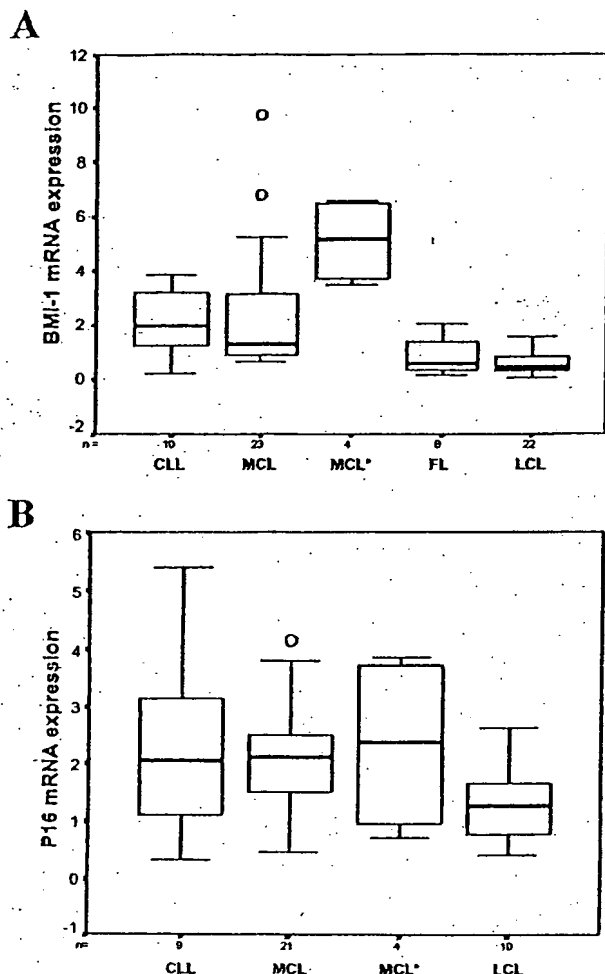 A
BMI-1 mRNA expression
12
10
8
6
4
2
0
-2
n= 10 23 4 8 22
CLL MCL MCL* FL LCL
B
P16 mRNA expression
6
5
4
3
2
1
0
-1
n= 9 21 4 10
CLL MCL MCL* LCL